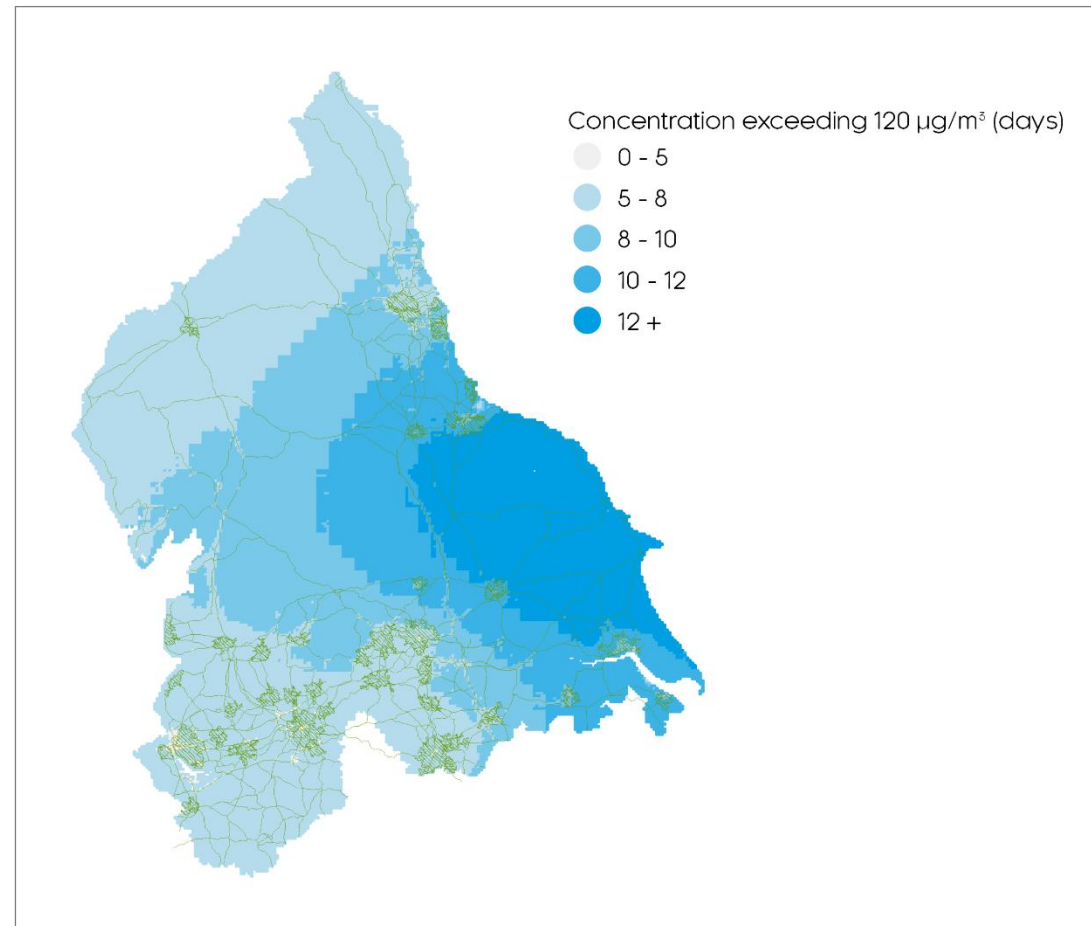 Concentration exceeding 120 µg/m³ (days)
0 - 5
5 - 8
8 - 10
10 - 12
12 +